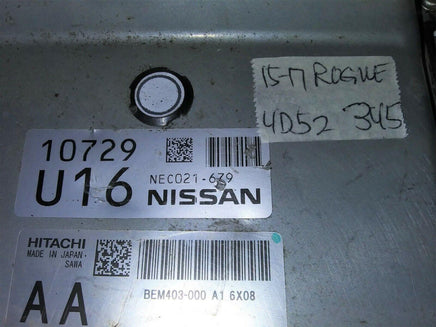 15-17 ROGUE
4D52 345
10729
U16
NEC021-679
NISSAN
HITACHI
MADE IN JAPAN.
SAWA
AA
BEM403-000 A1 6X08